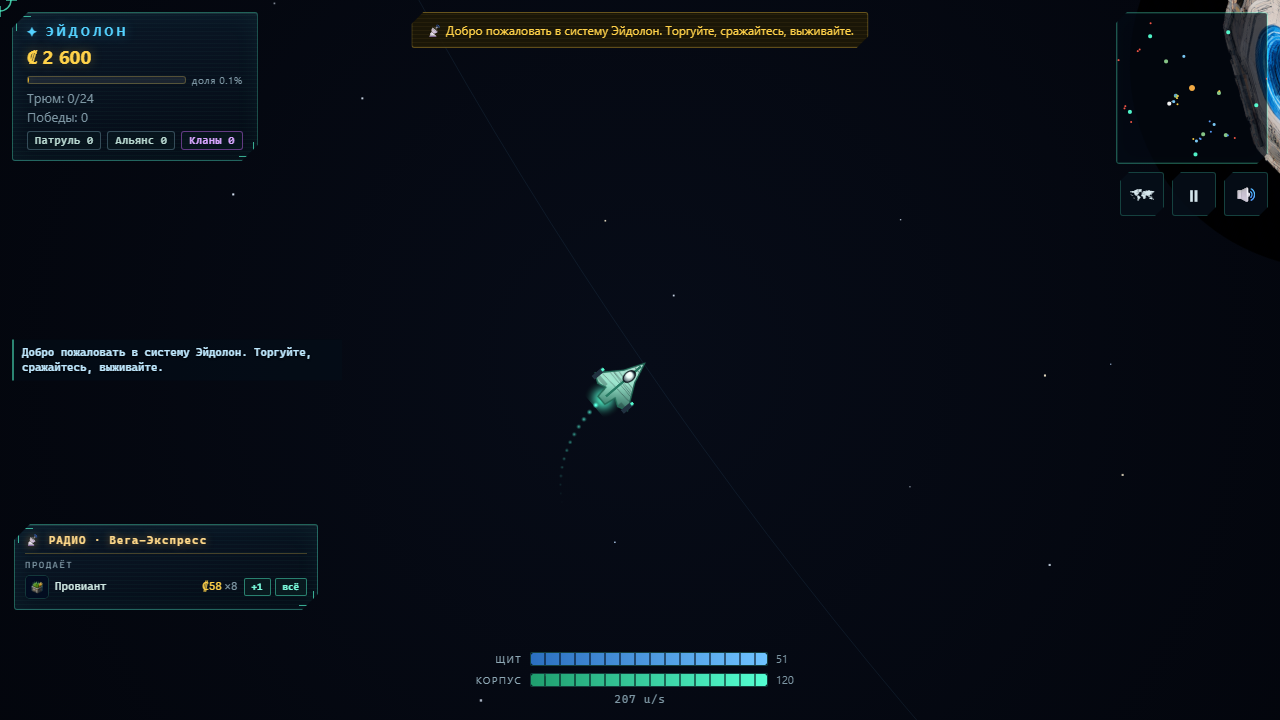 ЭЙДОЛОН
₡ 2 600
доля 0.1%
Трюм: 0/24
Победы: 0
Патруль 0 Альянс 0 Кланы 0
Добро пожаловать в систему Эйдолон. Торгуйте, сражайтесь, выживайте.
Добро пожаловать в систему Эйдолон. Торгуйте,
сражайтесь, выживайте.
РАДИО · Вега-Экспресс
ПРОДАЁТ
Провиант ₡58 ×8 +1 всё
ЩИТ 51
КОРПУС 120
207 u/s